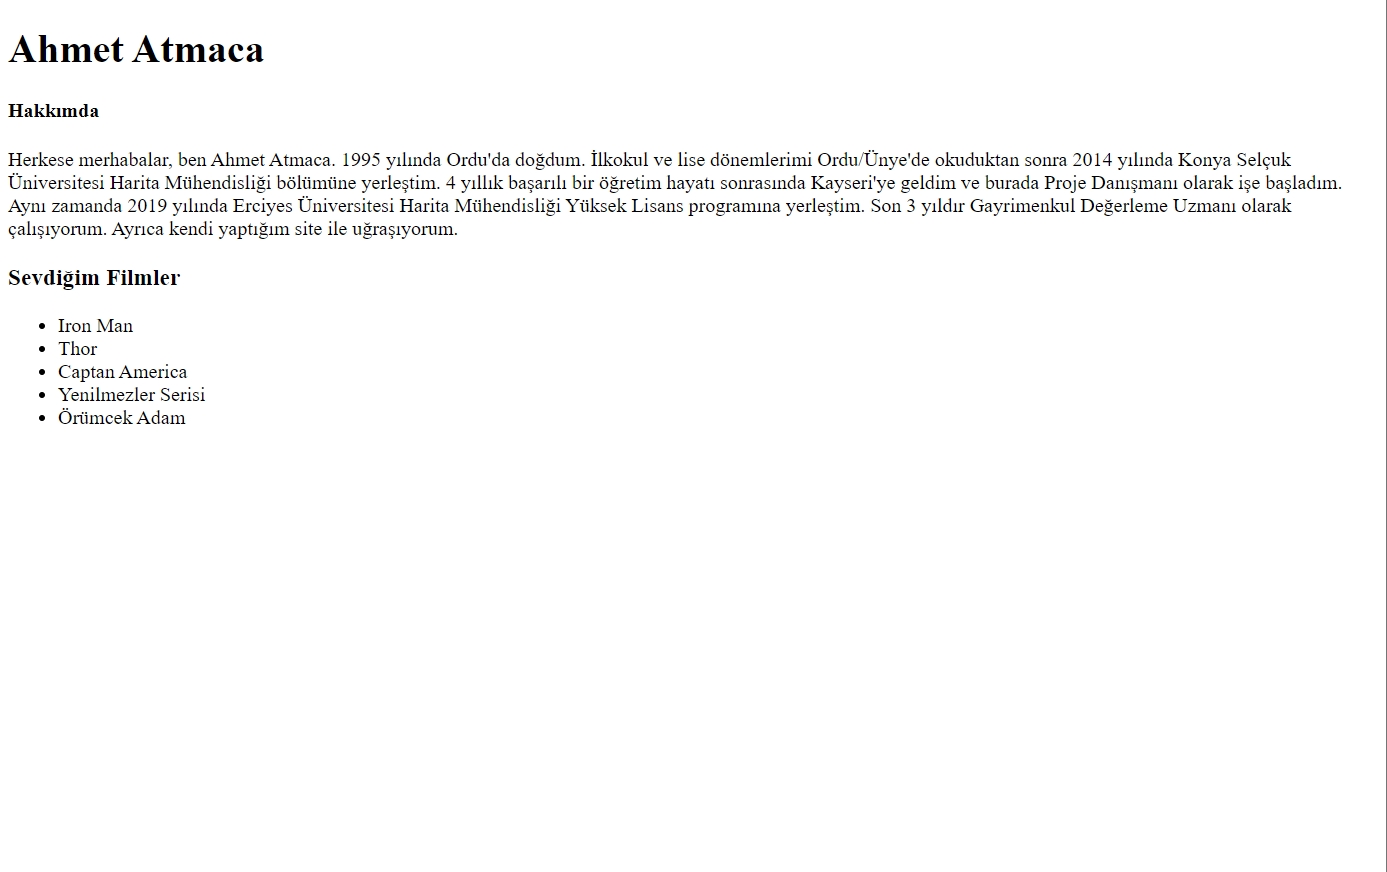 Ahmet Atmaca
Hakkımda
Herkese merhabalar, ben Ahmet Atmaca. 1995 yılında Ordu'da doğdum. İlkokul ve lise dönemlerimi Ordu/Ünye'de okuduktan sonra 2014 yılında Konya Selçuk
Üniversitesi Harita Mühendisliği bölümüne yerleştim. 4 yıllık başarılı bir öğretim hayatı sonrasında Kayseri'ye geldim ve burada Proje Danışmanı olarak işe başladım.
Aynı zamanda 2019 yılında Erciyes Üniversitesi Harita Mühendisliği Yüksek Lisans programına yerleştim. Son 3 yıldır Gayrimenkul Değerleme Uzmanı olarak
çalışıyorum. Ayrıca kendi yaptığım site ile uğraşıyorum.
Sevdiğim Filmler
• Iron Man
• Thor
• Captan America
• Yenilmezler Serisi
• Örümcek Adam